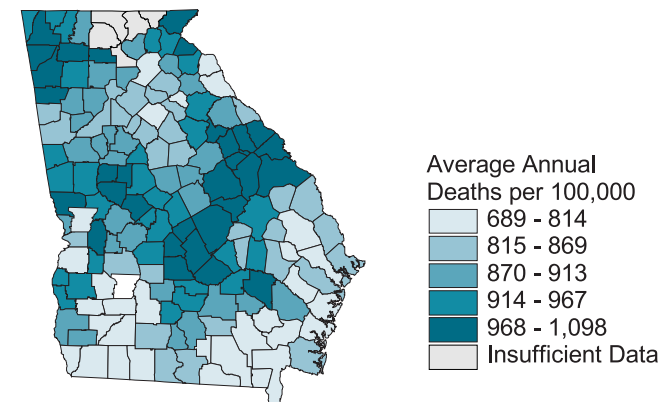 Average Annual
Deaths per 100,000
689 - 814
815 - 869
870 - 913
914 - 967
968 - 1,098
Insufficient Data